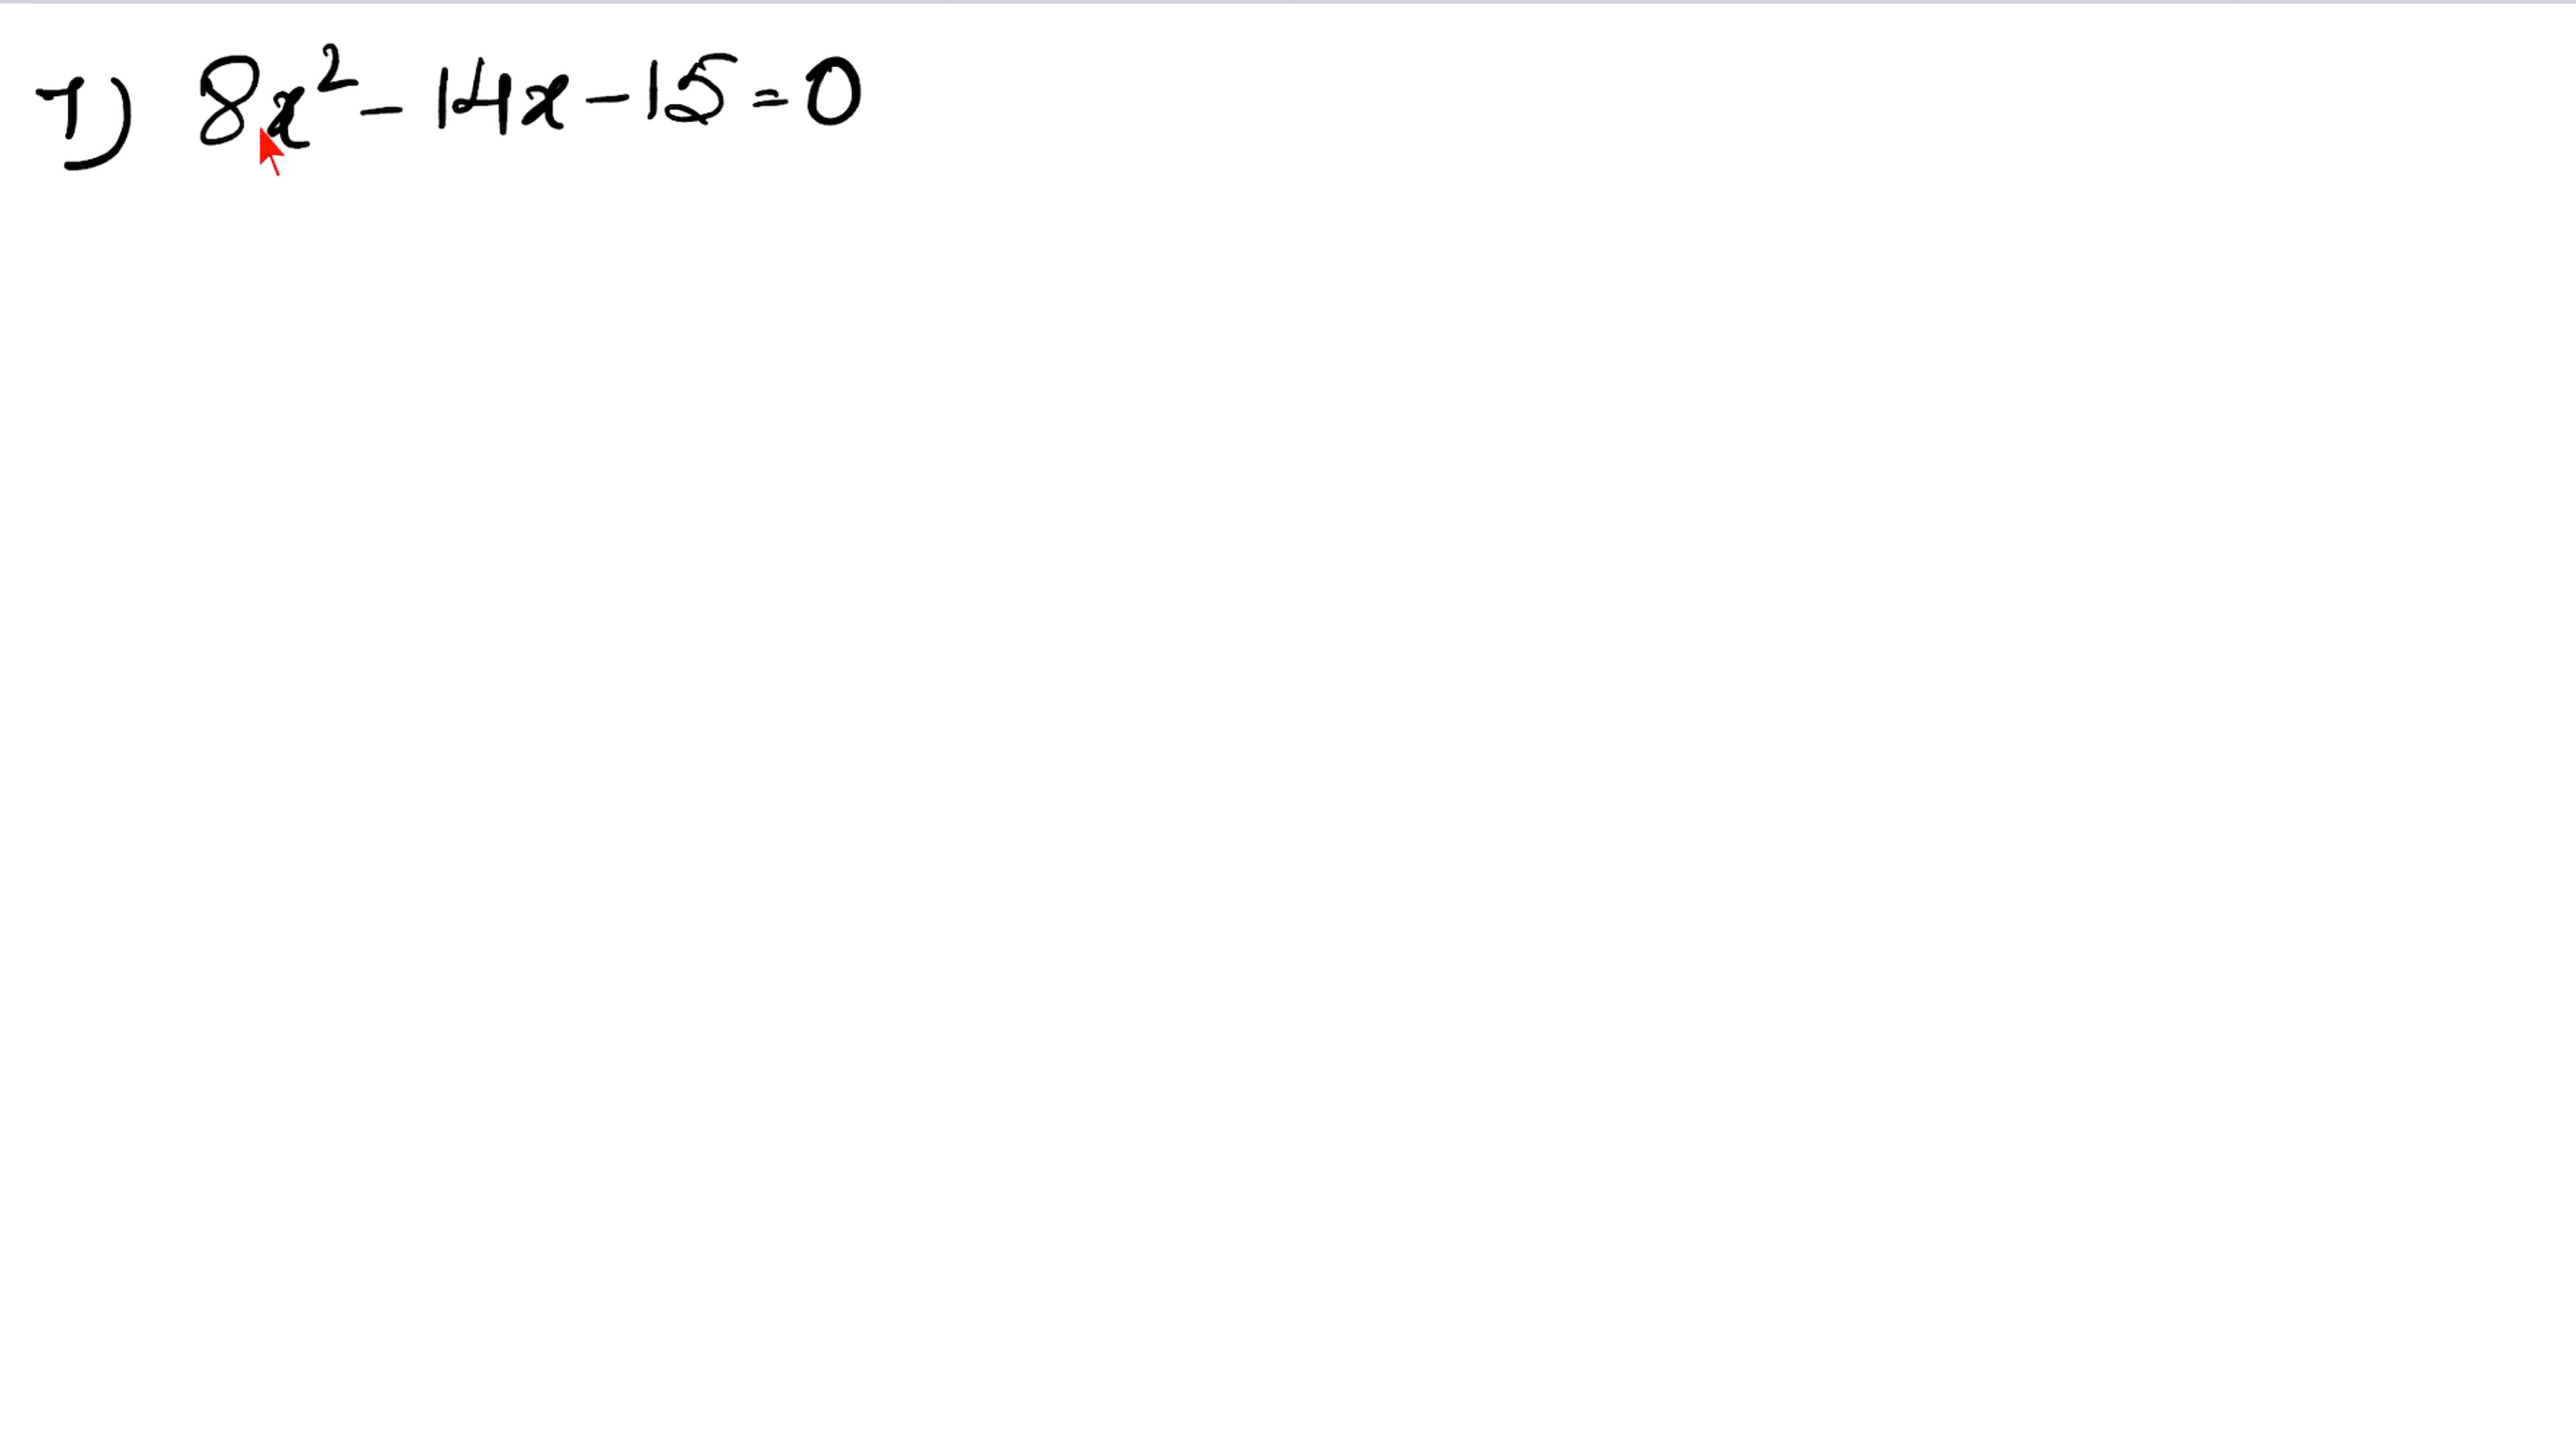 7) 8x² - 14x - 15 = 0